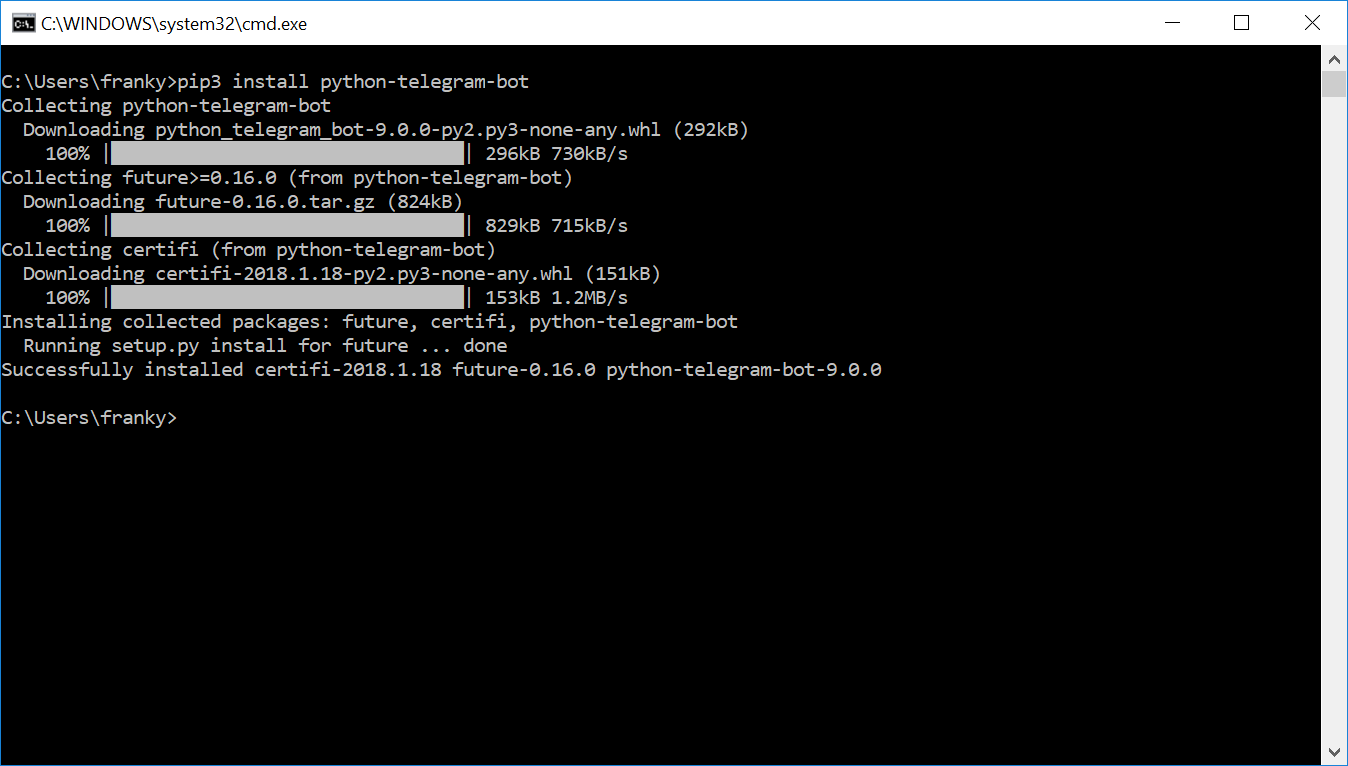 C:\WINDOWS\system32\cmd.exe
C:\Users\franky>pip3 install python-telegram-bot
Collecting python-telegram-bot
  Downloading python_telegram_bot-9.0.0-py2.py3-none-any.whl (292kB)
    100% |████████████████████████████████| 296kB 730kB/s
Collecting future>=0.16.0 (from python-telegram-bot)
  Downloading future-0.16.0.tar.gz (824kB)
    100% |████████████████████████████████| 829kB 715kB/s
Collecting certifi (from python-telegram-bot)
  Downloading certifi-2018.1.18-py2.py3-none-any.whl (151kB)
    100% |████████████████████████████████| 153kB 1.2MB/s
Installing collected packages: future, certifi, python-telegram-bot
  Running setup.py install for future ... done
Successfully installed certifi-2018.1.18 future-0.16.0 python-telegram-bot-9.0.0
C:\Users\franky>